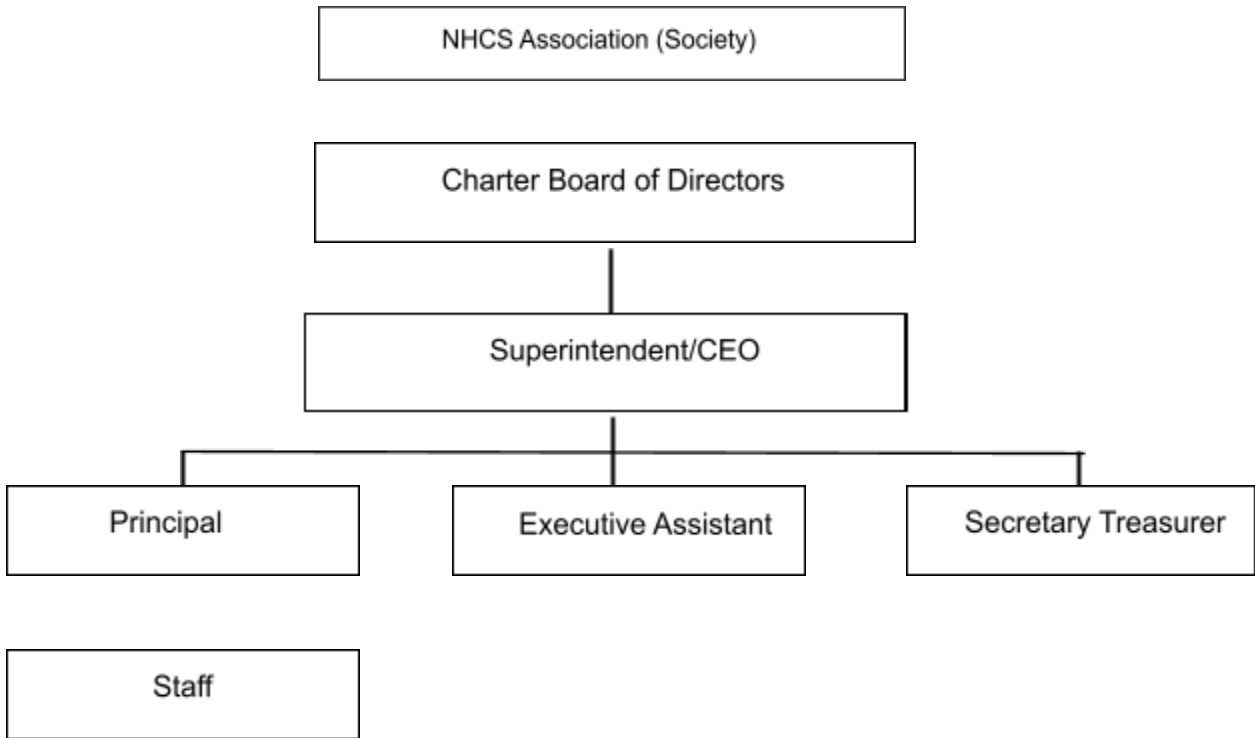 NHCS Association (Society)
Charter Board of Directors
Superintendent/CEO
Principal
Executive Assistant
Secretary Treasurer
Staff